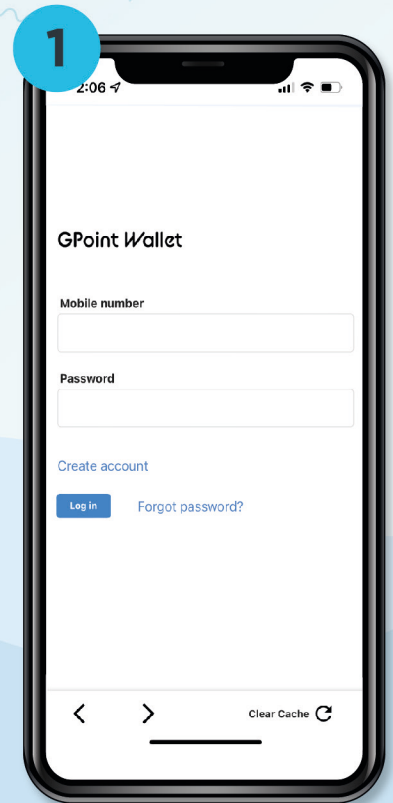 1
2:06
GPoint Wallet
Mobile number
Password
Create account
Log in
Forgot password?
Clear Cache